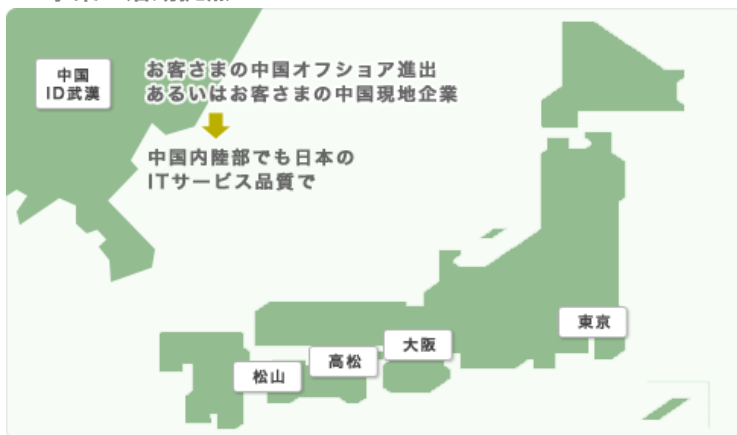 中国
ID武漢
お客さまの中国オフショア進出
あるいはお客さまの中国現地企業
中国内陸部でも日本の
ITサービス品質で
東京
大阪
高松
松山